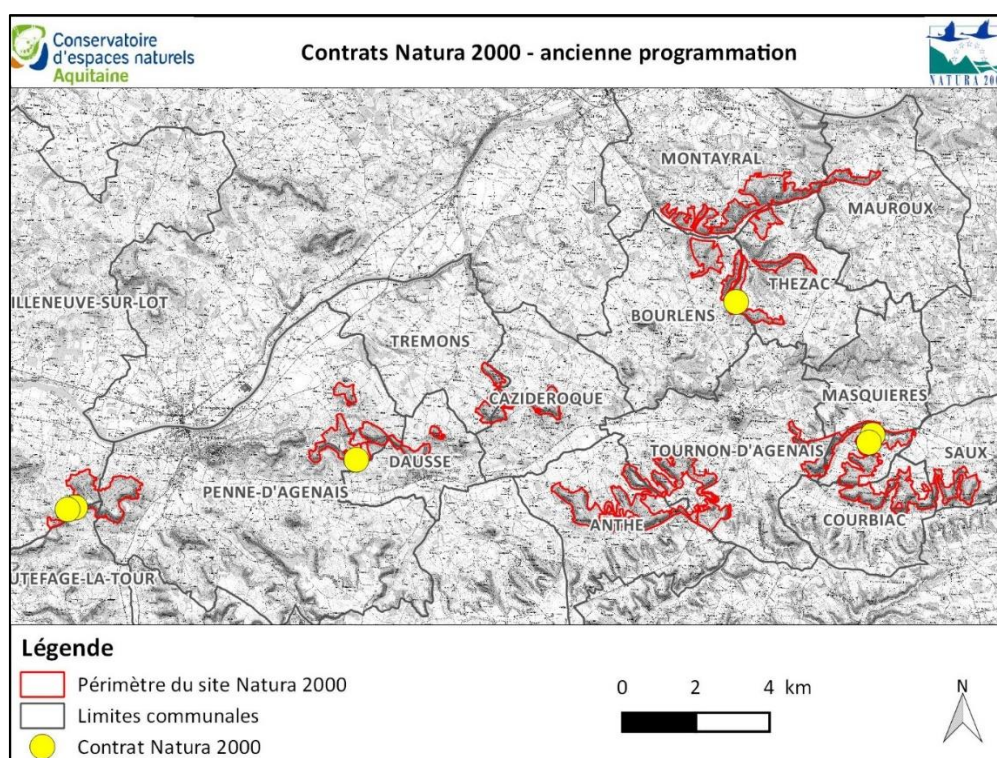 Conservatoire
d'espaces naturels
Aquitaine
Contrats Natura 2000 - ancienne programmation
NATURA 200
MONTAYRAL
MAUROUX
THEZAC
ILLENEUVE-SUR-LOT
BOURLENS
TREMONS
CAZIDEROQUE
MASQUIÈRES
TOURNON-D'AGENAIS
SAUX
DAUSSE
PENNE-D'AGENAIS
ANTHE
COURBIAC
UTEFAGE-LA-TOUR
Légende
Périmètre du site Natura 2000
Limites communales
Contrat Natura 2000
0 2 4 km
N